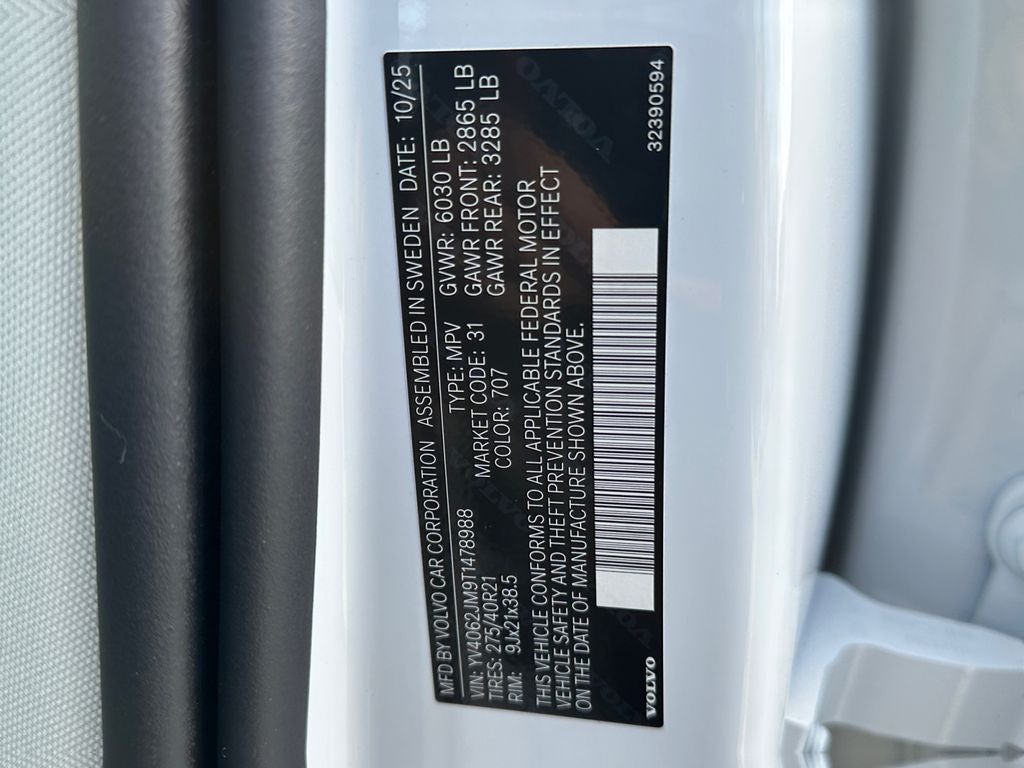 MFD BY VOLVO CAR CORPORATION ASSEMBLED IN SWEDEN DATE: 10/25
VIN: YV4062JM9T1478988 TYPE: MPV GVWR: 6030 LB
TIRES: 275/40R21 MARKET CODE: 31 GAWR FRONT: 2865 LB
RIM: 9Jx21x38.5 COLOR: 707 GAWR REAR: 3285 LB
THIS VEHICLE CONFORMS TO ALL APPLICABLE FEDERAL MOTOR
VEHICLE SAFETY AND THEFT PREVENTION STANDARDS IN EFFECT
ON THE DATE OF MANUFACTURE SHOWN ABOVE.
VOLVO 32390594